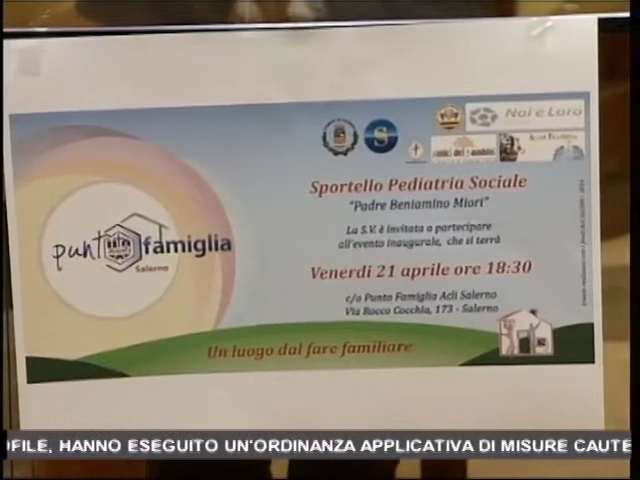 Noi e Loro
Sportello Pediatria Sociale
"Padre Beniamino Miori"
La S.V. è invitata a partecipare
all'evento inaugurale, che si terrà
punto famiglia
Salerno
Venerdi 21 aprile ore 18:30
c/o Punto Famiglia Acli Salerno
Via Rocco Cocchia, 173 - Salerno
Un luogo dal fare familiare
OFILE, HANNO ESEGUITO UN'ORDINANZA APPLICATIVA DI MISURE CAUTE